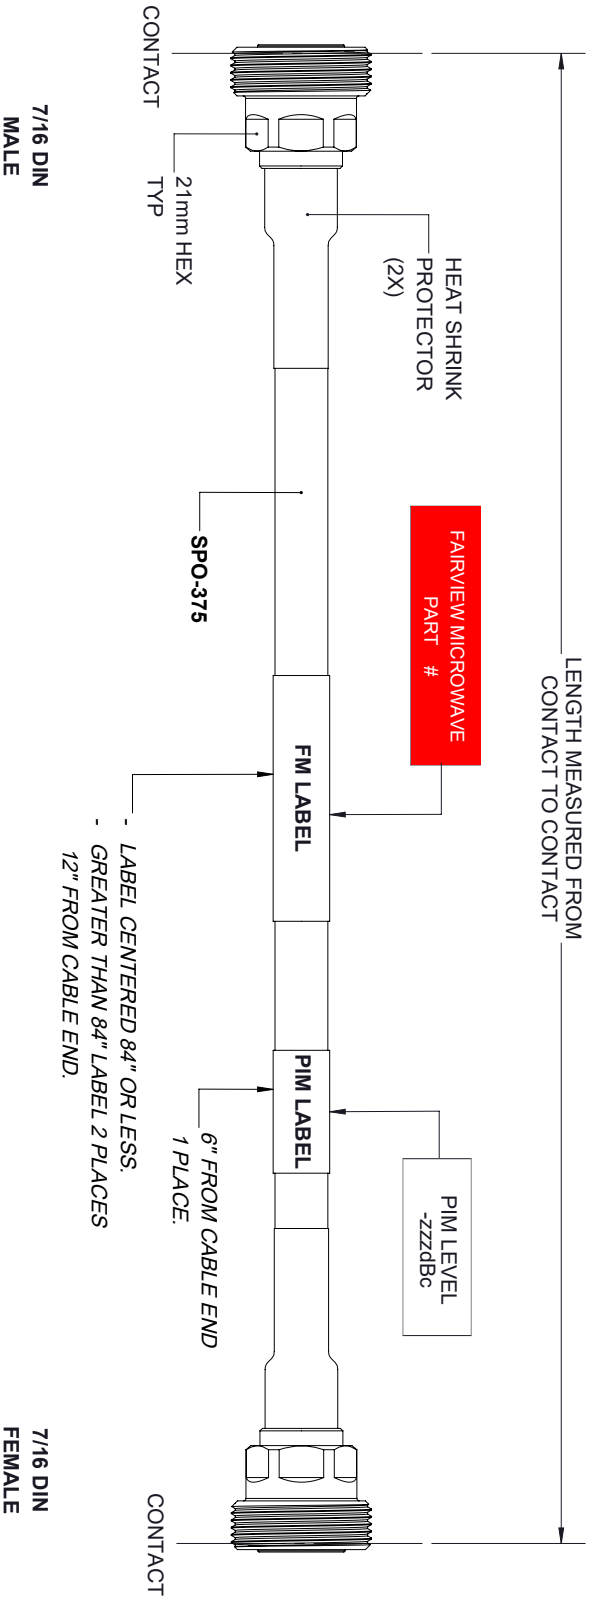 LENGTH MEASURED FROM
CONTACT TO CONTACT
HEAT SHRINK
PROTECTOR
(2X)
FAIRVIEW MICROWAVE
PART #
PIM LEVEL
-zzzdBc
FM LABEL
PIM LABEL
CONTACT
21mm HEX
TYP
SPO-375
6" FROM CABLE END
1 PLACE.
CONTACT
- LABEL CENTERED 84" OR LESS.
- GREATER THAN 84" LABEL 2 PLACES
12" FROM CABLE END.
7/16 DIN
MALE
7/16 DIN
FEMALE